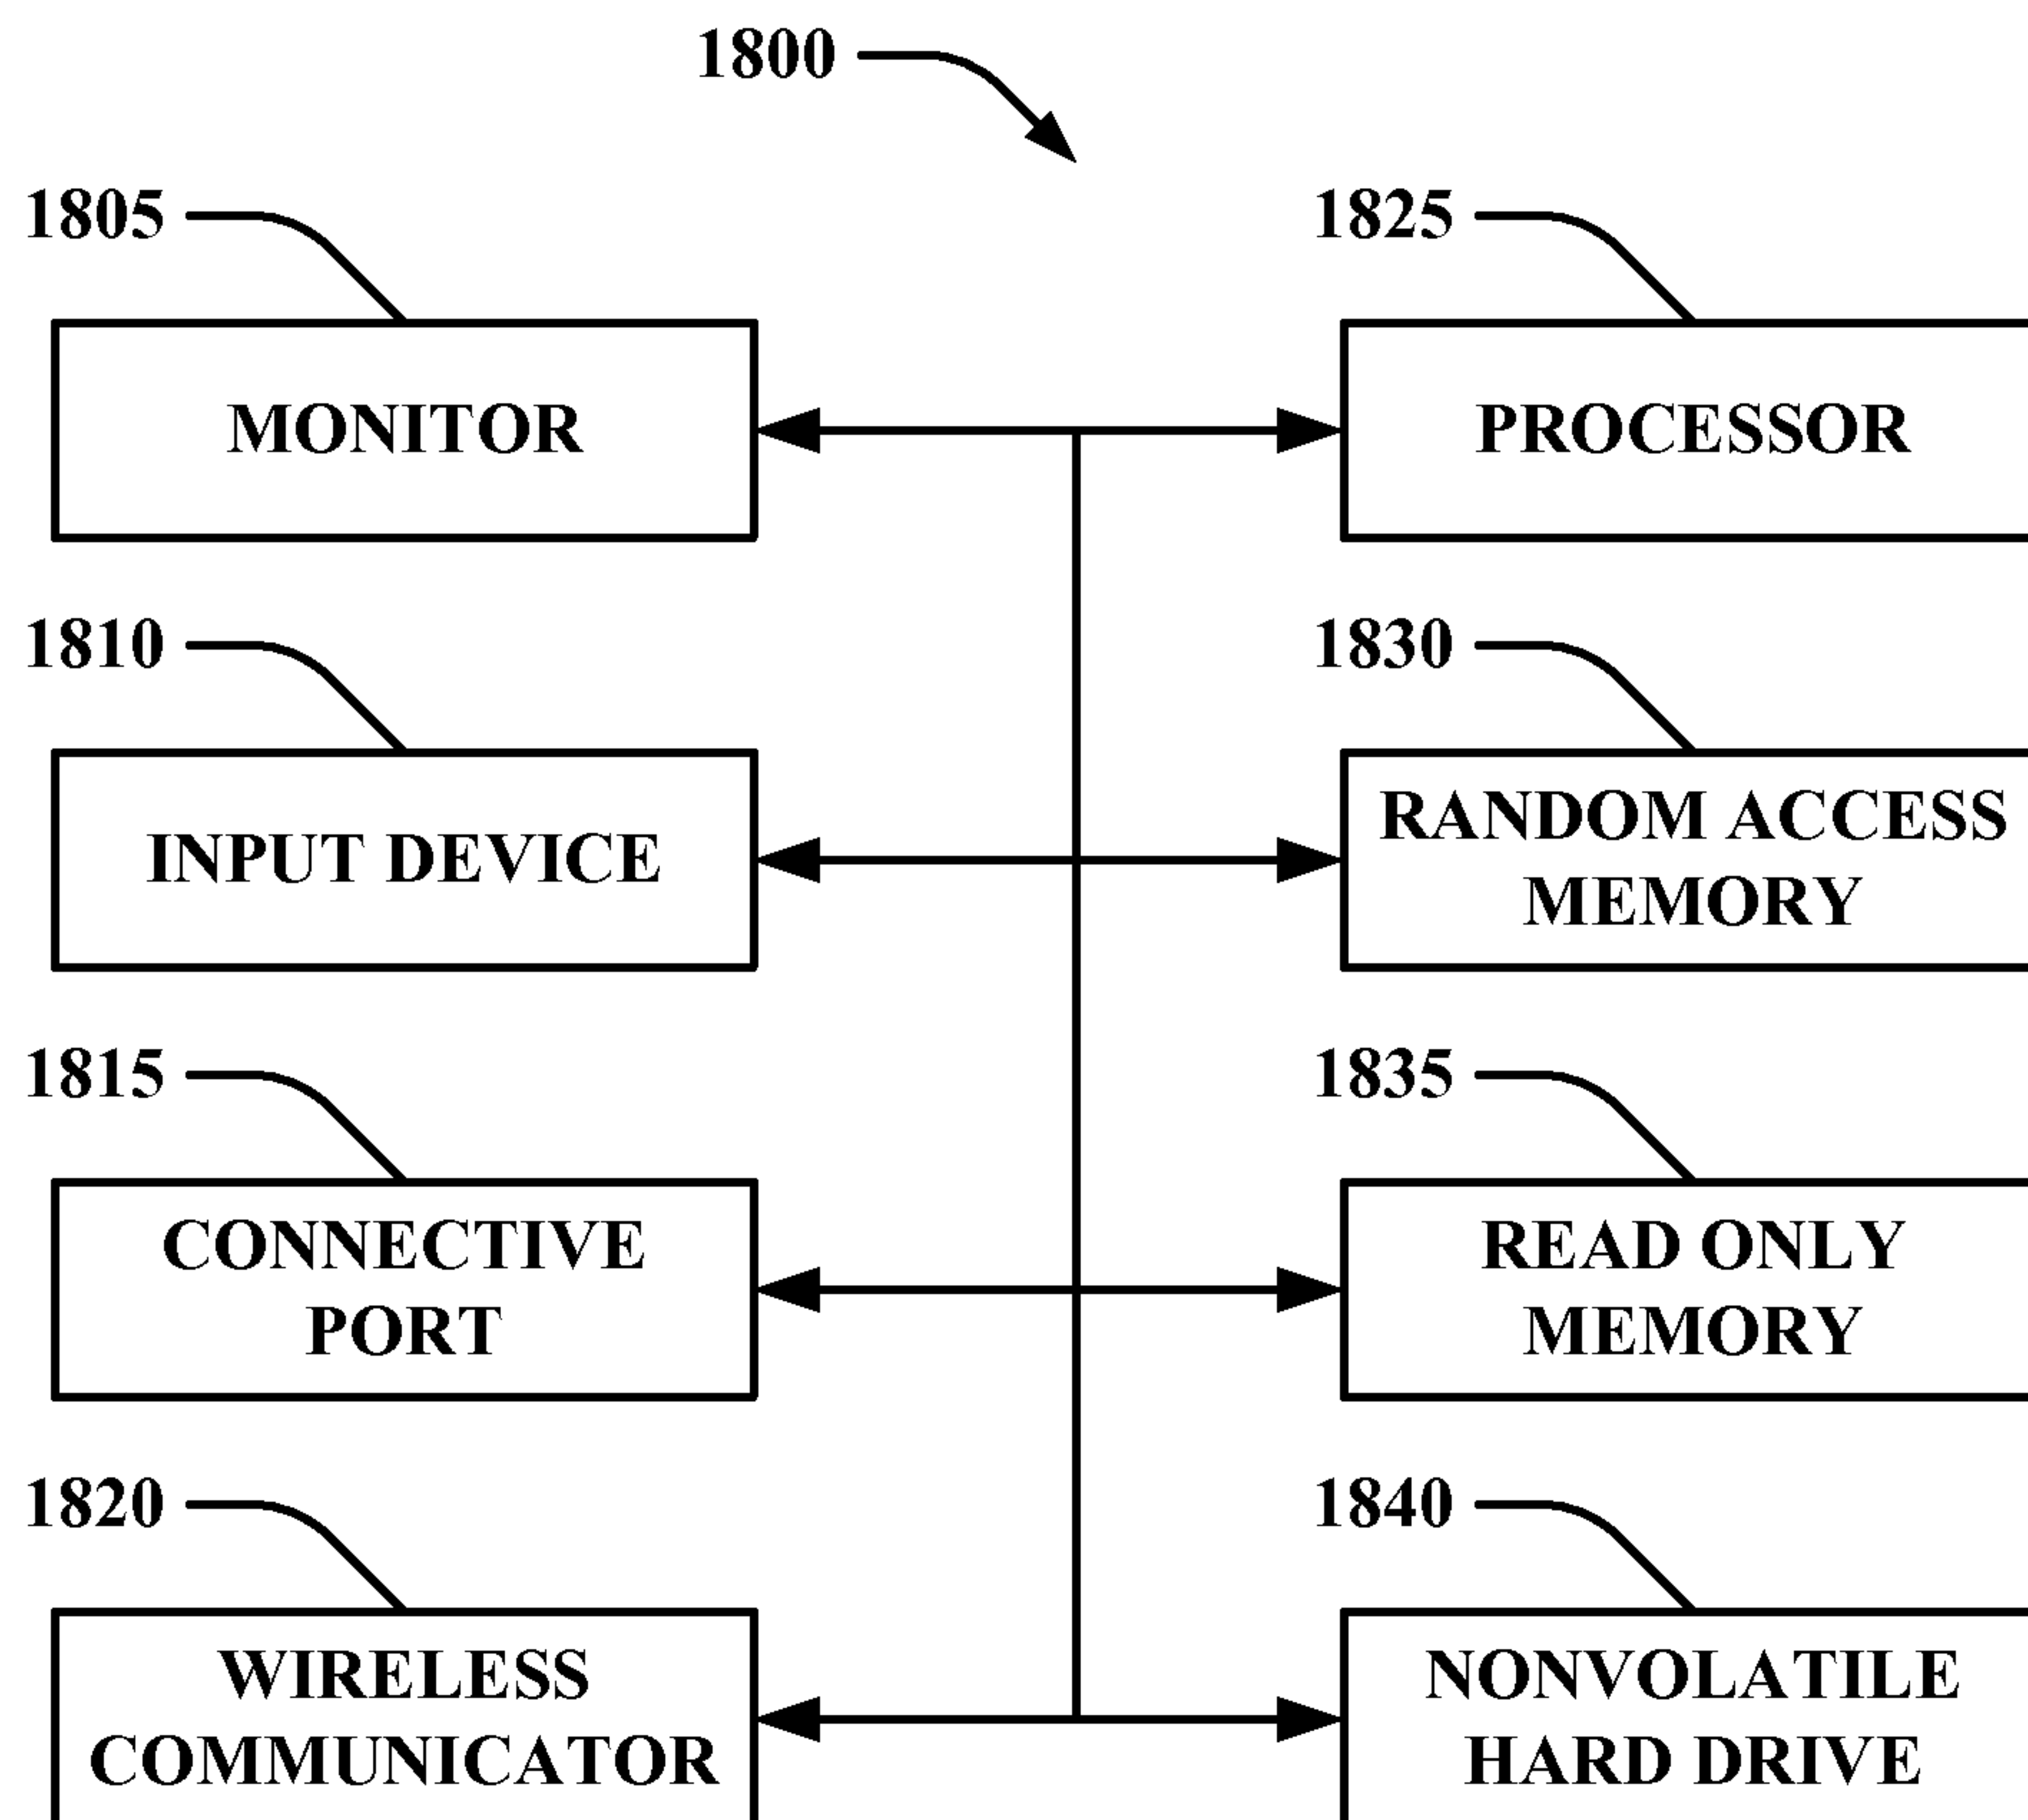 1800
1805
1825
MONITOR
PROCESSOR
1810
1830
INPUT DEVICE
RANDOM ACCESS
MEMORY
1815
1835
CONNECTIVE
PORT
READ ONLY
MEMORY
1820
1840
WIRELESS
COMMUNICATOR
NONVOLATILE
HARD DRIVE